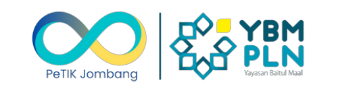 PeTIK Jombang
YBM
PLN
Yayasan Baitul Maal